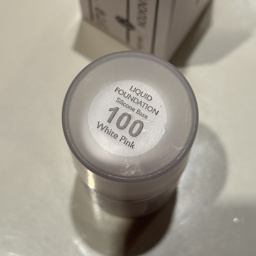 LIQUID
FOUNDATION
Silicone Base
100
White Pink